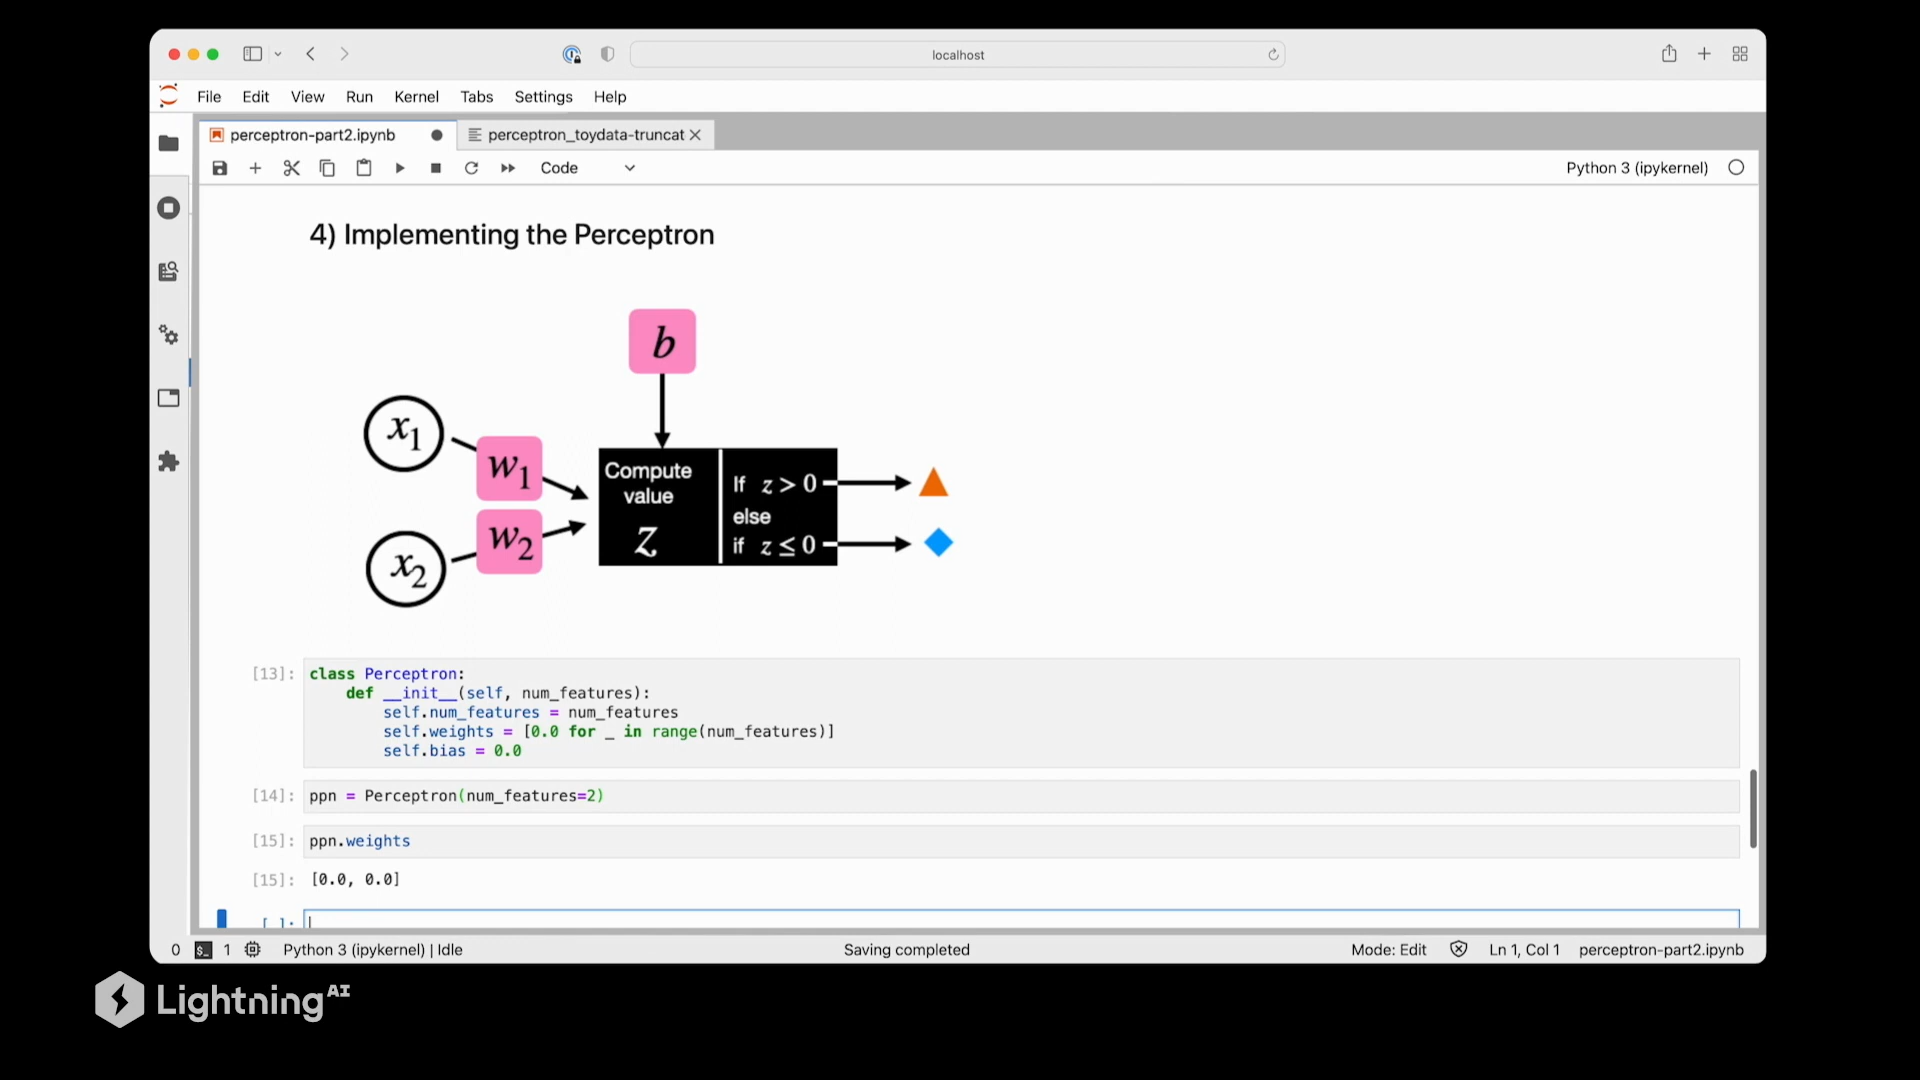 localhost
File Edit View Run Kernel Tabs Settings Help
perceptron-part2.ipynb perceptron_toydata-truncat
Code Python 3 (ipykernel)
4) Implementing the Perceptron
b
x1
w1
Compute value z
If z > 0
else
if z ≤ 0
w2
x2
[13]: class Perceptron:
def __init__(self, num_features):
self.num_features = num_features
self.weights = [0.0 for _ in range(num_features)]
self.bias = 0.0
[14]: ppn = Perceptron(num_features=2)
[15]: ppn.weights
[15]: [0.0, 0.0]
[ ]:
0 $_ 1 Python 3 (ipykernel) | Idle Saving completed Mode: Edit Ln 1, Col 1 perceptron-part2.ipynb
Lightning AI